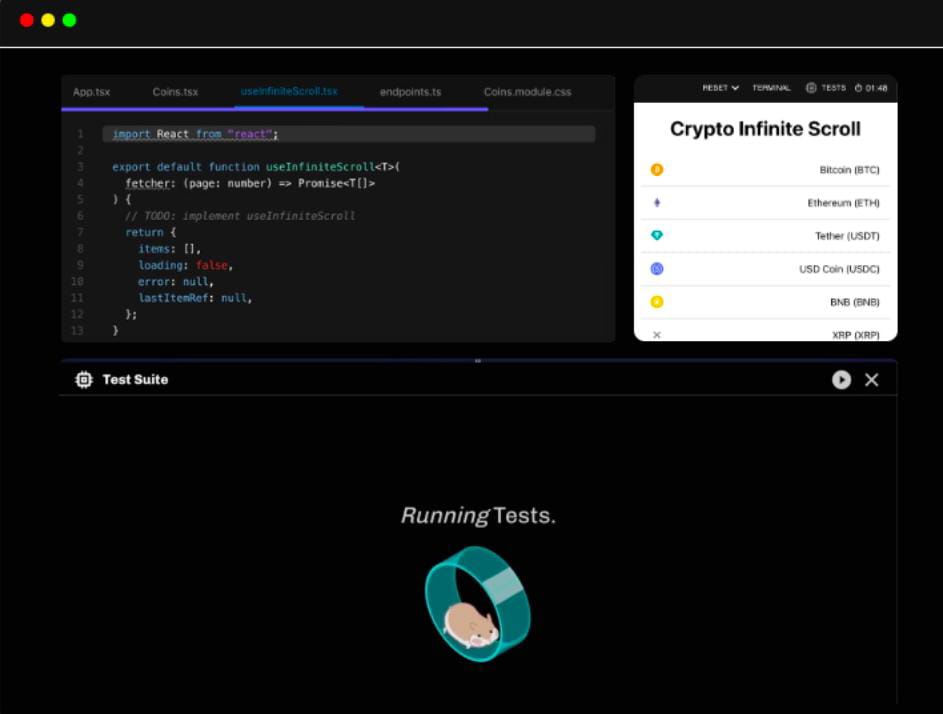 App.tsx Coins.tsx useInfiniteScroll.tsx endpoints.ts Coins.module.css
1 import React from "react";
2
3 export default function useInfiniteScroll<T>(
4 fetcher: (page: number) => Promise<T[]>
5 ) {
6 // TODO: implement useInfiniteScroll
7 return {
8 items: [],
9 loading: false,
10 error: null,
11 lastItemRef: null,
12 };
13 }
RESET TERMINAL TESTS 01:48
Crypto Infinite Scroll
Bitcoin (BTC)
Ethereum (ETH)
Tether (USDT)
USD Coin (USDC)
BNB (BNB)
XRP (XRP)
Test Suite
Running Tests.